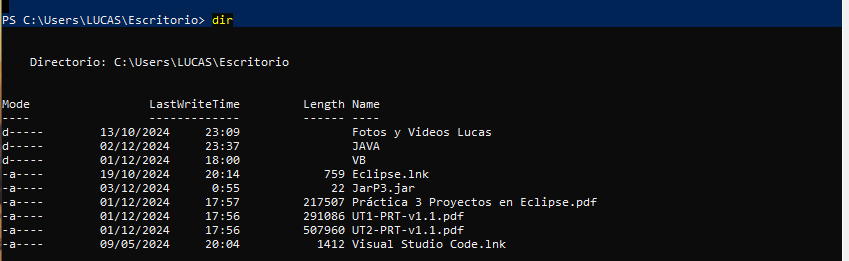 PS C:\Users\LUCAS\Escritorio> dir
Directorio: C:\Users\LUCAS\Escritorio
Mode LastWriteTime Length Name
---- ------------- ------ ----
d----- 13/10/2024 23:09 Fotos y Videos Lucas
d----- 02/12/2024 23:37 JAVA
d----- 01/12/2024 18:00 VB
-a---- 19/10/2024 20:14 759 Eclipse.lnk
-a---- 03/12/2024 0:55 22 JarP3.jar
-a---- 01/12/2024 17:57 217507 Práctica 3 Proyectos en Eclipse.pdf
-a---- 01/12/2024 17:56 291086 UT1-PRT-v1.1.pdf
-a---- 01/12/2024 17:56 507960 UT2-PRT-v1.1.pdf
-a---- 09/05/2024 20:04 1412 Visual Studio Code.lnk